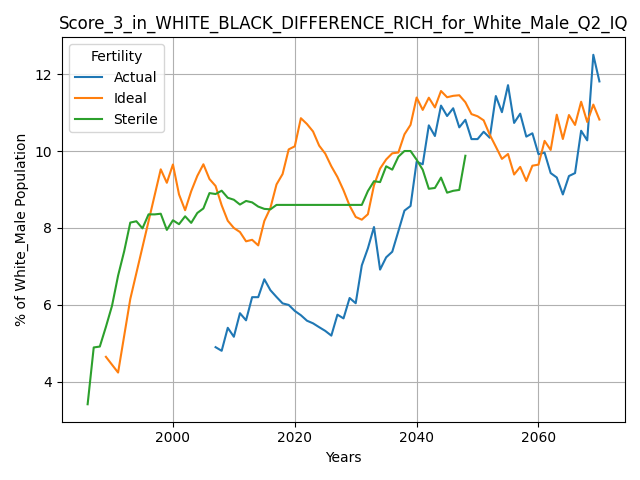 Score_3_in_WHITE_BLACK_DIFFERENCE_RICH_for_White_Male_Q2_IQ
Fertility
Actual
Ideal
Sterile
% of White_Male Population
12
10
8
6
4
2000
2020
2040
2060
Years